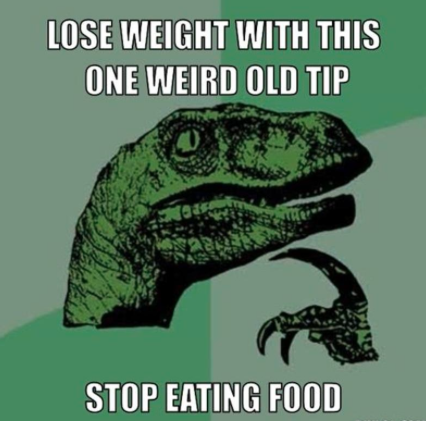 LOSE WEIGHT WITH THIS
ONE WEIRD OLD TIP
STOP EATING FOOD